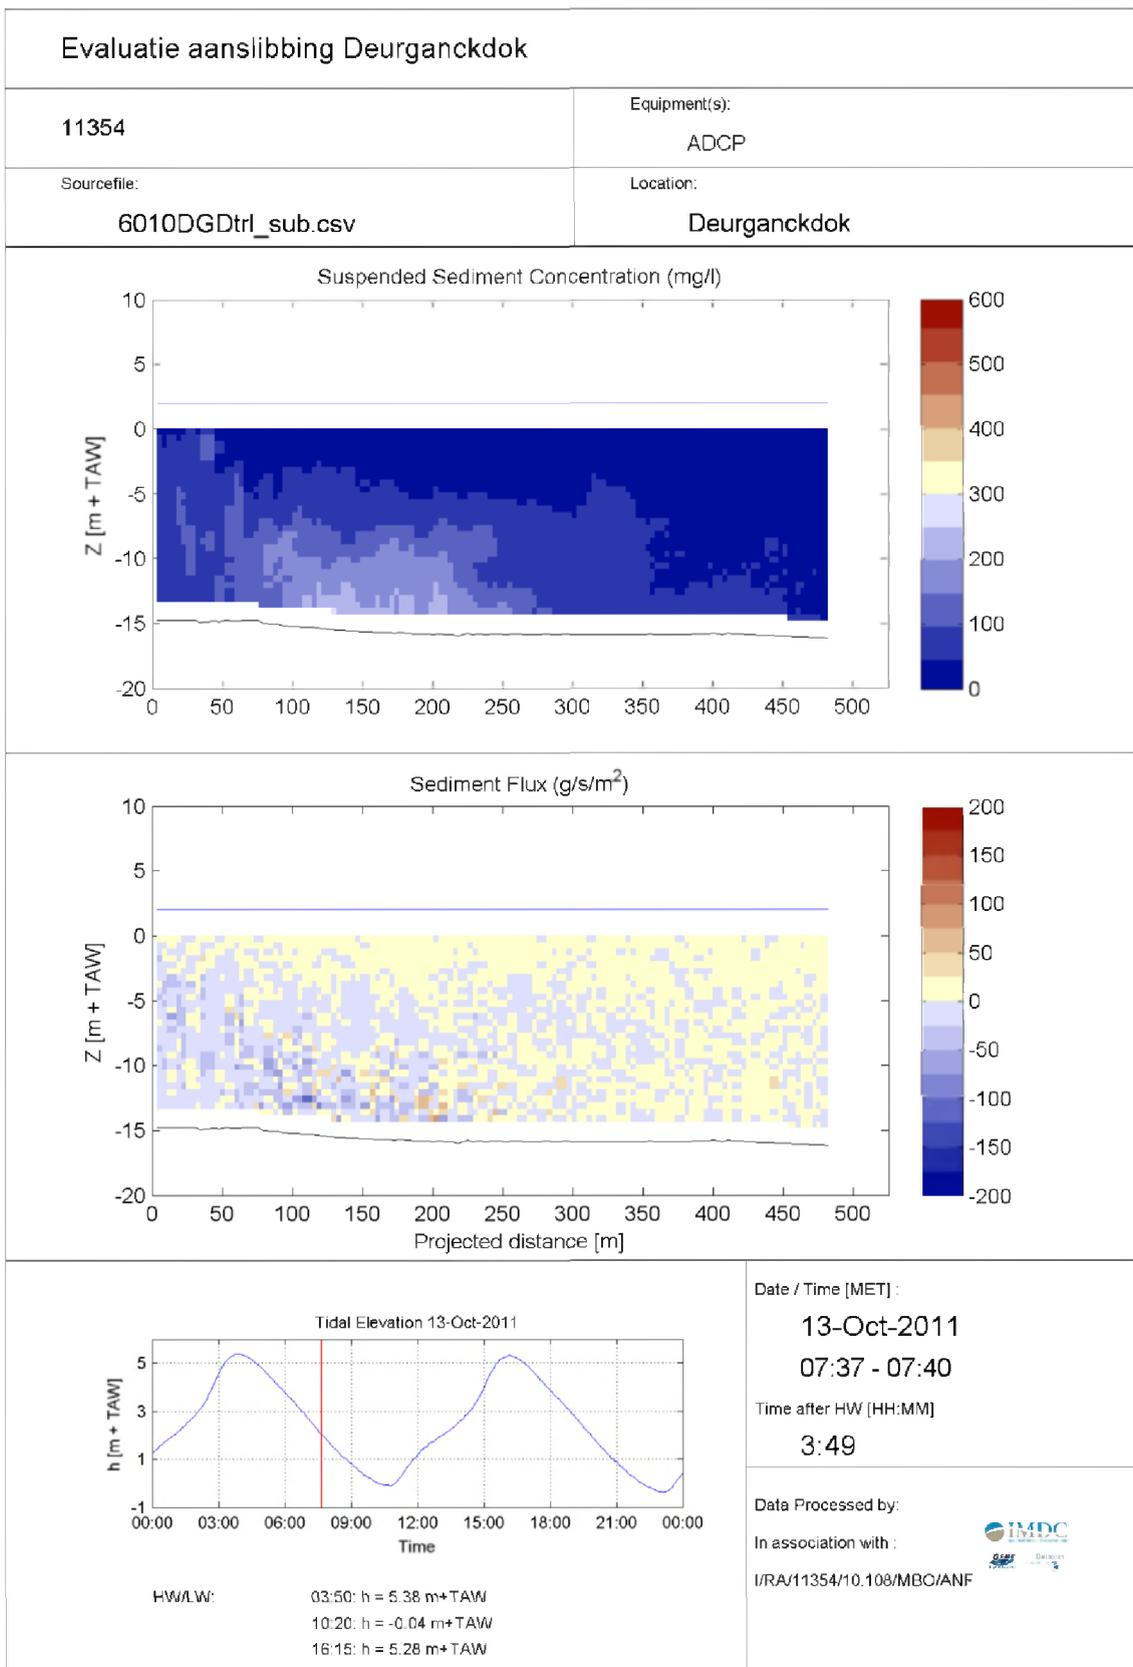 Evaluatie aanslibbing Deurganckdok
11354
Equipment(s):
ADCP
Sourcefile:
6010DGDtrl_sub.csv
Location:
Deurganckdok
Suspended Sediment Concentration (mg/l)
10
5
0
-5
-10
-15
-20
Z [m + TAW]
0 50 100 150 200 250 300 350 400 450 500
600
500
400
300
200
100
0
Sediment Flux (g/s/m2)
10
5
0
-5
-10
-15
-20
Z [m + TAW]
0 50 100 150 200 250 300 350 400 450 500
Projected distance [m]
200
150
100
50
0
-50
-100
-150
-200
Tidal Elevation 13-Oct-2011
5
3
1
-1
h [m + TAW]
00:00 03:00 06:00 09:00 12:00 15:00 18:00 21:00 00:00
Time
HW/LW:
03:50: h = 5.38 m+TAW
10:20: h = -0.04 m+TAW
16:15: h = 5.28 m+TAW
Date / Time [MET] :
13-Oct-2011
07:37 - 07:40
Time after HW [HH:MM]
3:49
Data Processed by:
IMDC
In association with :
I/RA/11354/10.108/MBO/ANF